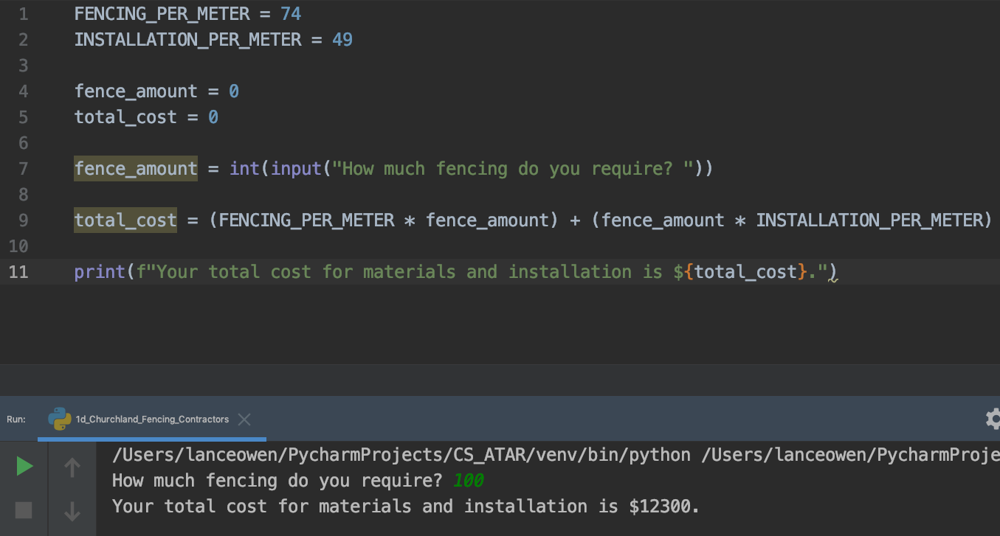 1 FENCING_PER_METER = 74
2 INSTALLATION_PER_METER = 49
3
4 fence_amount = 0
5 total_cost = 0
6
7 fence_amount = int(input("How much fencing do you require? "))
8
9 total_cost = (FENCING_PER_METER * fence_amount) + (fence_amount * INSTALLATION_PER_METER)
10
11 print(f"Your total cost for materials and installation is ${total_cost}.")
Run: 1d_Churchland_Fencing_Contractors
/Users/lanceowen/PycharmProjects/CS_ATAR/venv/bin/python /Users/lanceowen/PycharmProje
How much fencing do you require? 100
Your total cost for materials and installation is $12300.